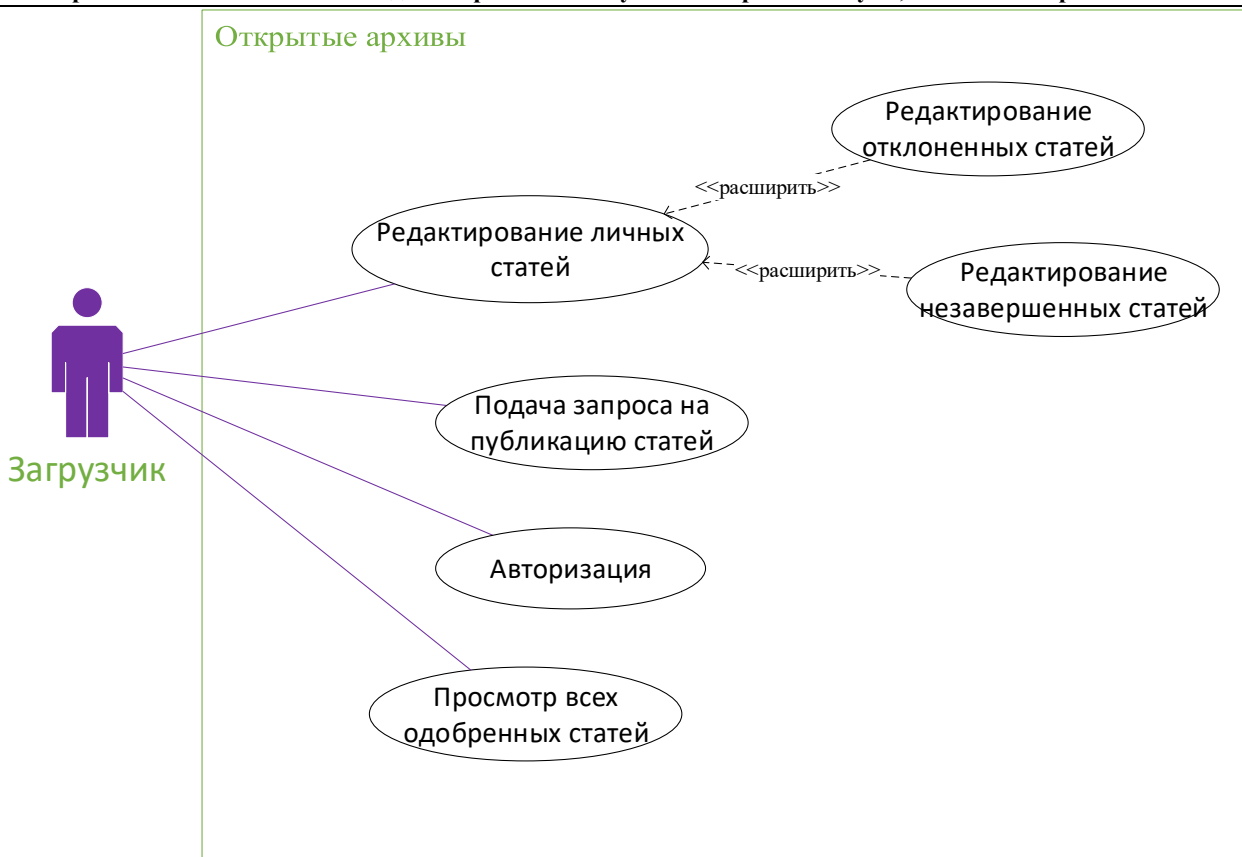 Открытые архивы
Редактирование
отклоненных статей
<<расширить>>
Редактирование личных
статей
<<расширить>>
Редактирование
незавершенных статей
Подача запроса на
публикацию статей
Загрузчик
Авторизация
Просмотр всех
одобренных статей